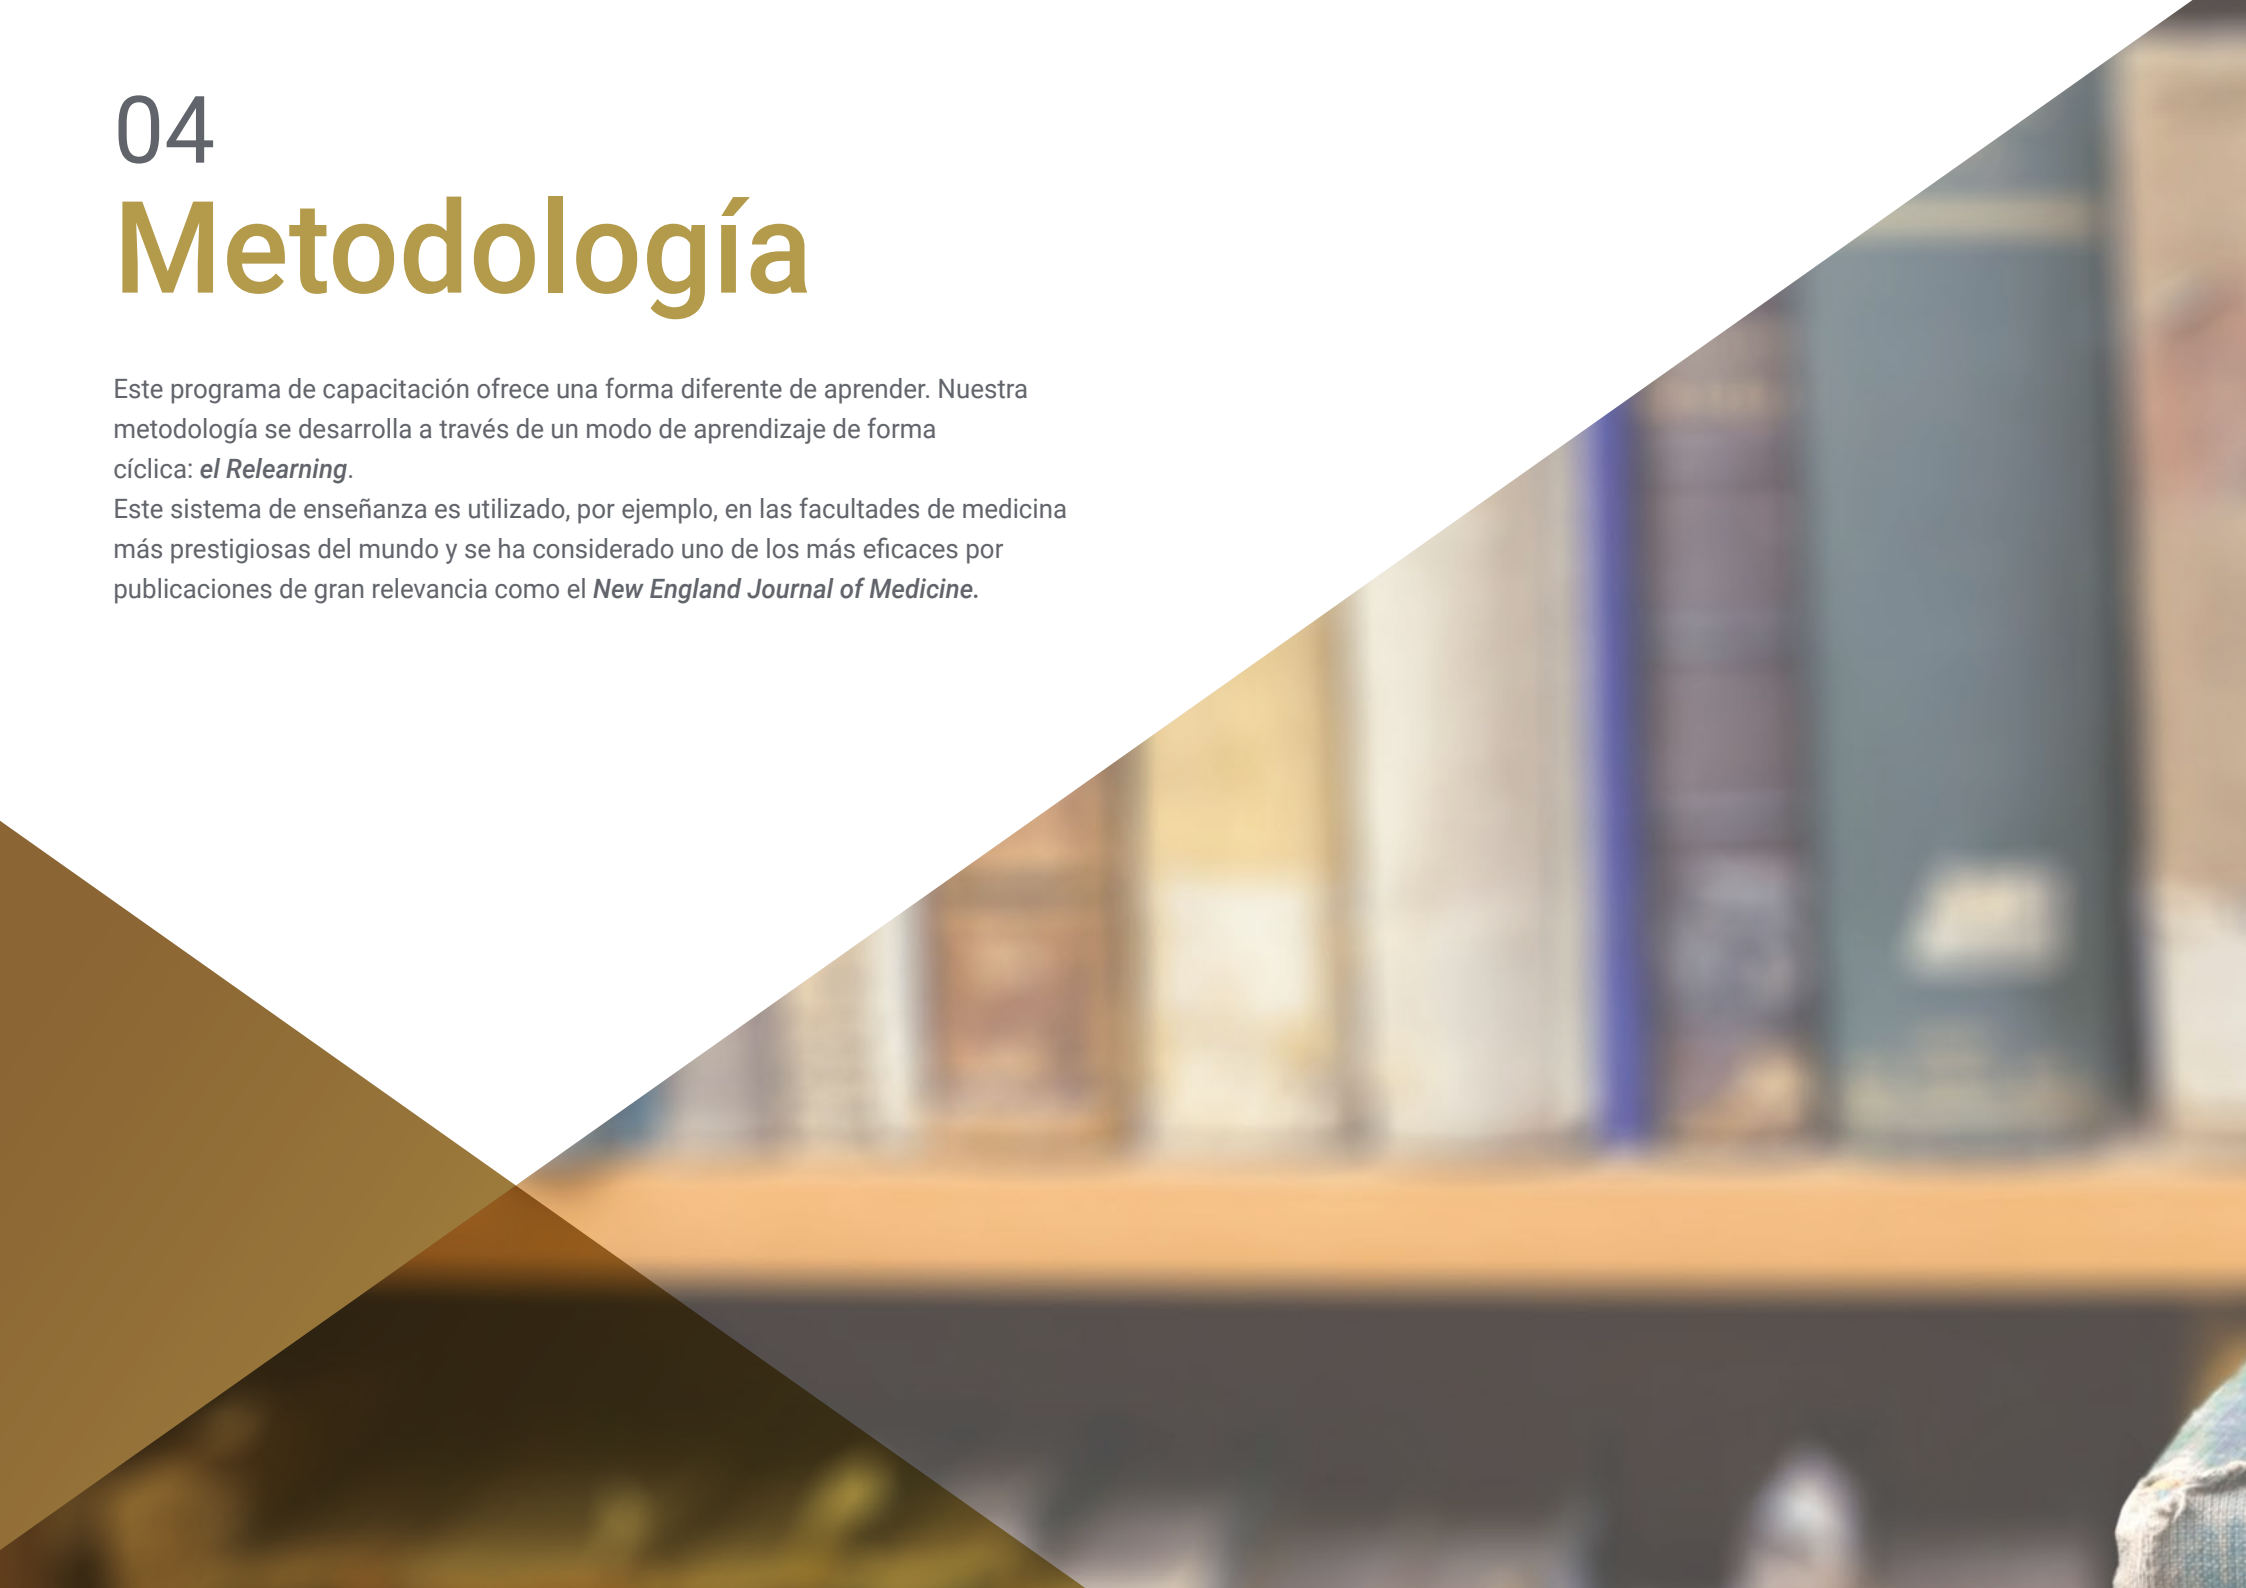 04
Metodología
Este programa de capacitación ofrece una forma diferente de aprender. Nuestra
metodología se desarrolla a través de un modo de aprendizaje de forma
cíclica: el Relearning.
Este sistema de enseñanza es utilizado, por ejemplo, en las facultades de medicina
más prestigiosas del mundo y se ha considerado uno de los más eficaces por
publicaciones de gran relevancia como el New England Journal of Medicine.